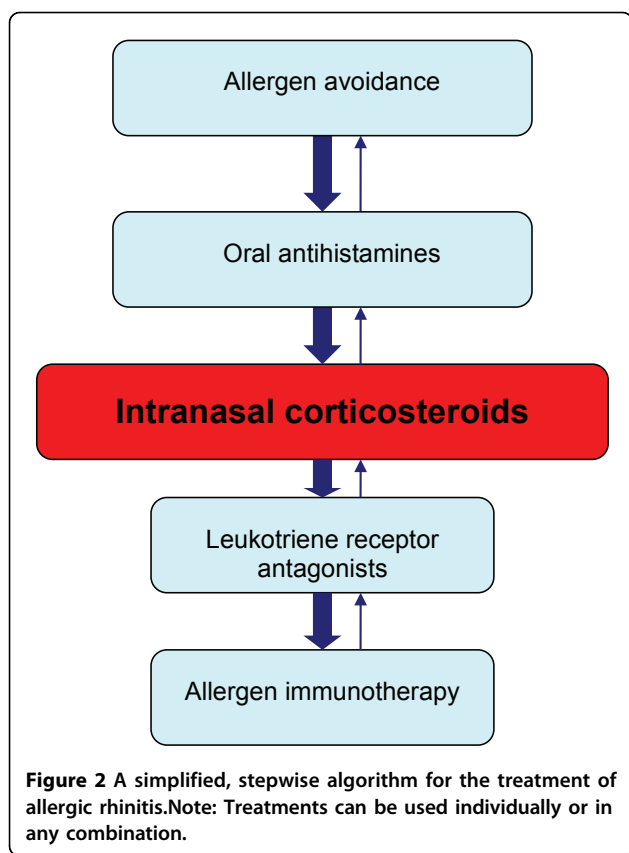 Allergen avoidance
Oral antihistamines
Intranasal corticosteroids
Leukotriene receptor
antagonists
Allergen immunotherapy
Figure 2 A simplified, stepwise algorithm for the treatment of
allergic rhinitis.Note: Treatments can be used individually or in
any combination.